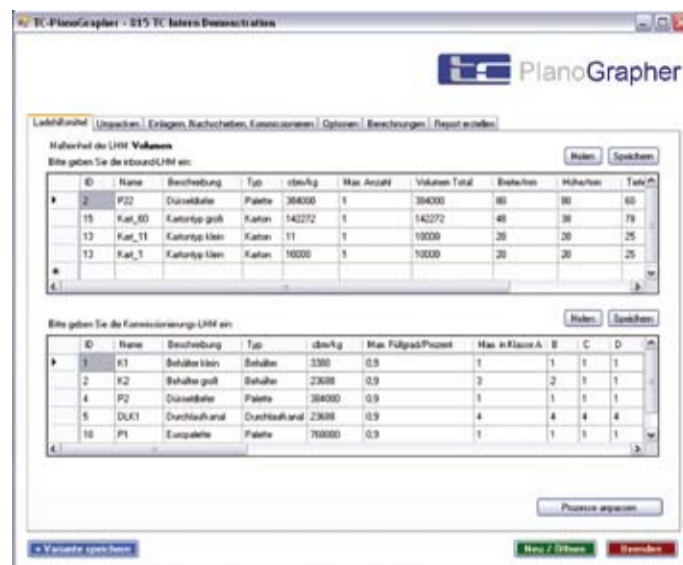 TC-PlanoGrapher - 815 TC Intern Demonstration
tc PlanoGrapher
Ladehilfsmittel Umpacken Einlagern, Nachschieben, Kommissionieren Optionen Berechnungen Report erstellen
Maßeinheit der LHM Volumen
Bitte geben Sie die inbound-LHM ein:
Holen Speichern
ID Name Beschreibung Typ cbm/kg Max. Anzahl Volumen Total Breite/mm Höhe/mm
2 P22 Düsseldorfer Palette 384000 1 384000 80 80 60
15 Kart_60 Kartontyp groß Karton 142272 1 142272 48 38 78
13 Kart_11 Kartontyp klein Karton 11 1 10000 20 20 25
13 Kart_1 Kartontyp klein Karton 10000 1 10000 20 20 25
Bitte geben Sie die Kommissionierungs-LHM ein:
Holen Speichern
ID Name Beschreibung Typ cbm/kg Max. Füllgrad/Prozent Max. in Klasse A B C D
1 K1 Behälter klein Behälter 3380 0,9 1 1 1 1
2 K2 Behälter groß Behälter 23688 0,9 3 2 1 1
4 P2 Düsseldorfer Palette 384000 0,9 1 1 1 1
5 DLK1 Durchlaufkanal Durchlaufkanal 23688 0,9 4 4 4 4
10 P1 Europalette Palette 768000 0,9 1 1 1 1
Prozesse anpassen
+ Variante speichern
Neu / Öffnen
Beenden